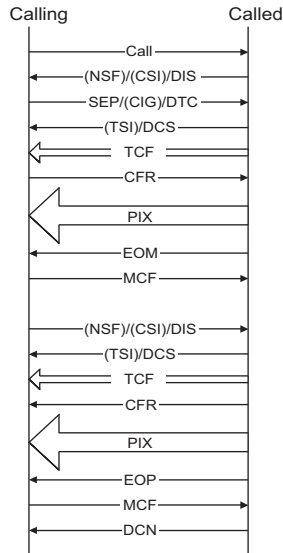 Calling Called
Call
(NSF)/(CSI)/DIS
SEP/(CIG)/DTC
(TSI)/DCS
TCF
CFR
PIX
EOM
MCF
(NSF)/(CSI)/DIS
(TSI)/DCS
TCF
CFR
PIX
EOP
MCF
DCN